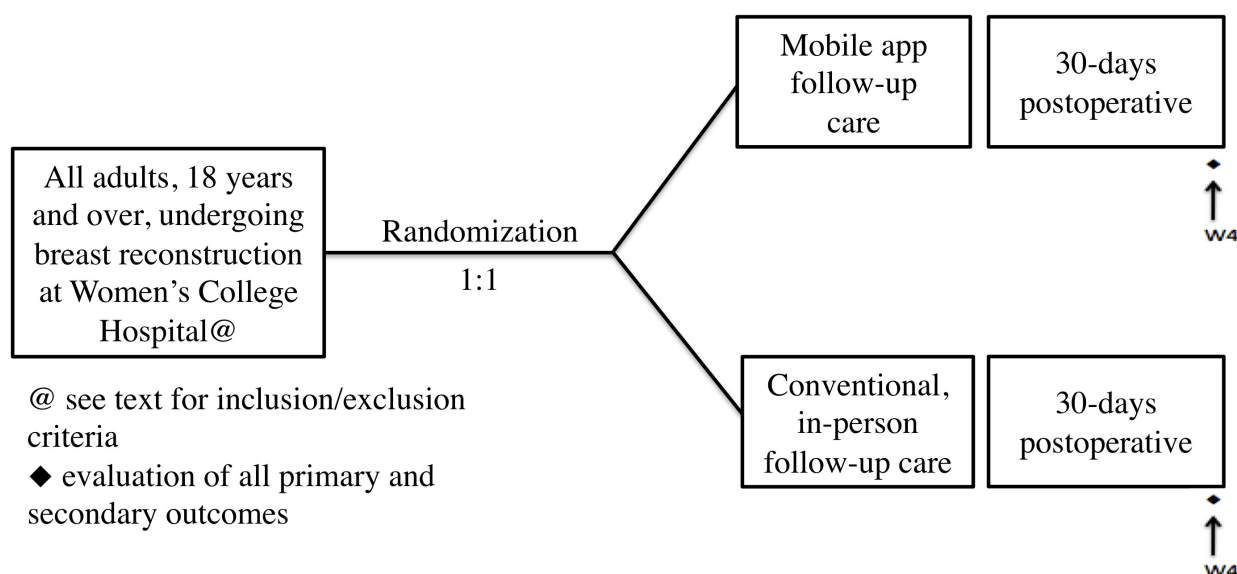 Mobile app
follow-up
care
30-days
postoperative
All adults, 18 years
and over, undergoing
breast reconstruction
at Women’s College
Hospital@
Randomization
1:1
W4
Conventional,
in-person
follow-up care
30-days
postoperative
@ see text for inclusion/exclusion
criteria
◆ evaluation of all primary and
secondary outcomes
W4